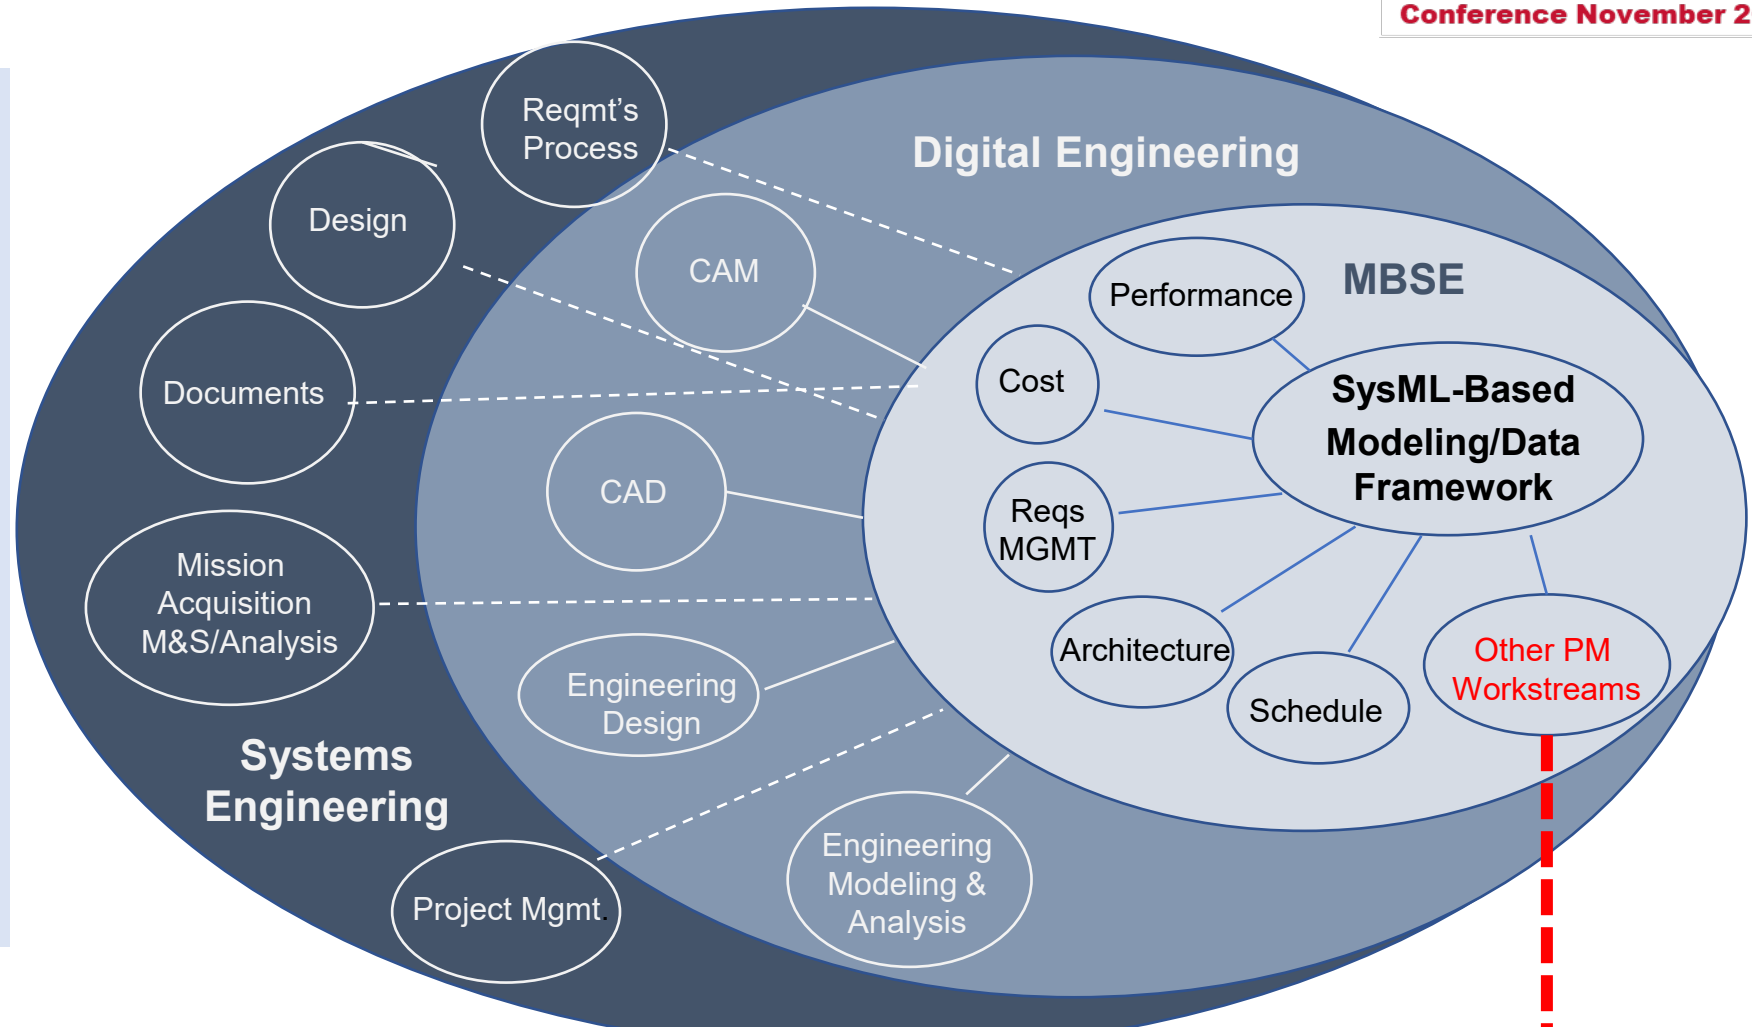 Conference November 2
Reqmt’s
Process
Digital Engineering
Design
CAM
MBSE
Performance
Cost
SysML-Based
Modeling/Data
Framework
Documents
CAD
Reqs
MGMT
Mission
Acquisition
M&S/Analysis
Architecture
Other PM
Workstreams
Engineering
Design
Schedule
Systems
Engineering
Engineering
Modeling &
Analysis
Project Mgmt.